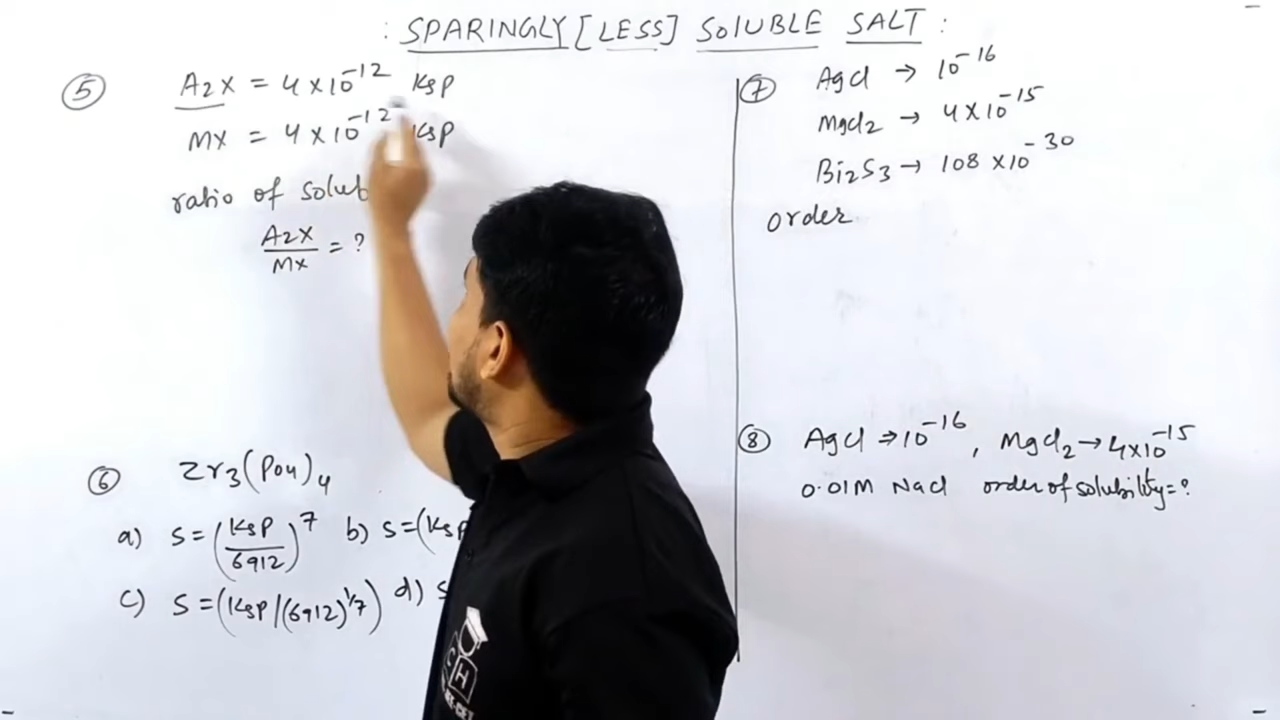 : SPARINGLY [LESS] SOLUBLE SALT :
⑤ A2X = 4 × 10^-12 Ksp
MX = 4 × 10^-12 Ksp
ratio of solub
A2X / MX = ?
⑥ Zr3(PO4)4
a) S = (Ksp / 6912)^7 b) S = (Ksp
c) S = (Ksp / (6912)^1/7) d) S
⑦ AgCl → 10^-16
MgCl2 → 4 × 10^-15
Bi2S3 → 108 × 10^-30
order
⑧ AgCl → 10^-16, MgCl2 → 4 × 10^-15
0.01M NaCl order of solubility = ?
CH